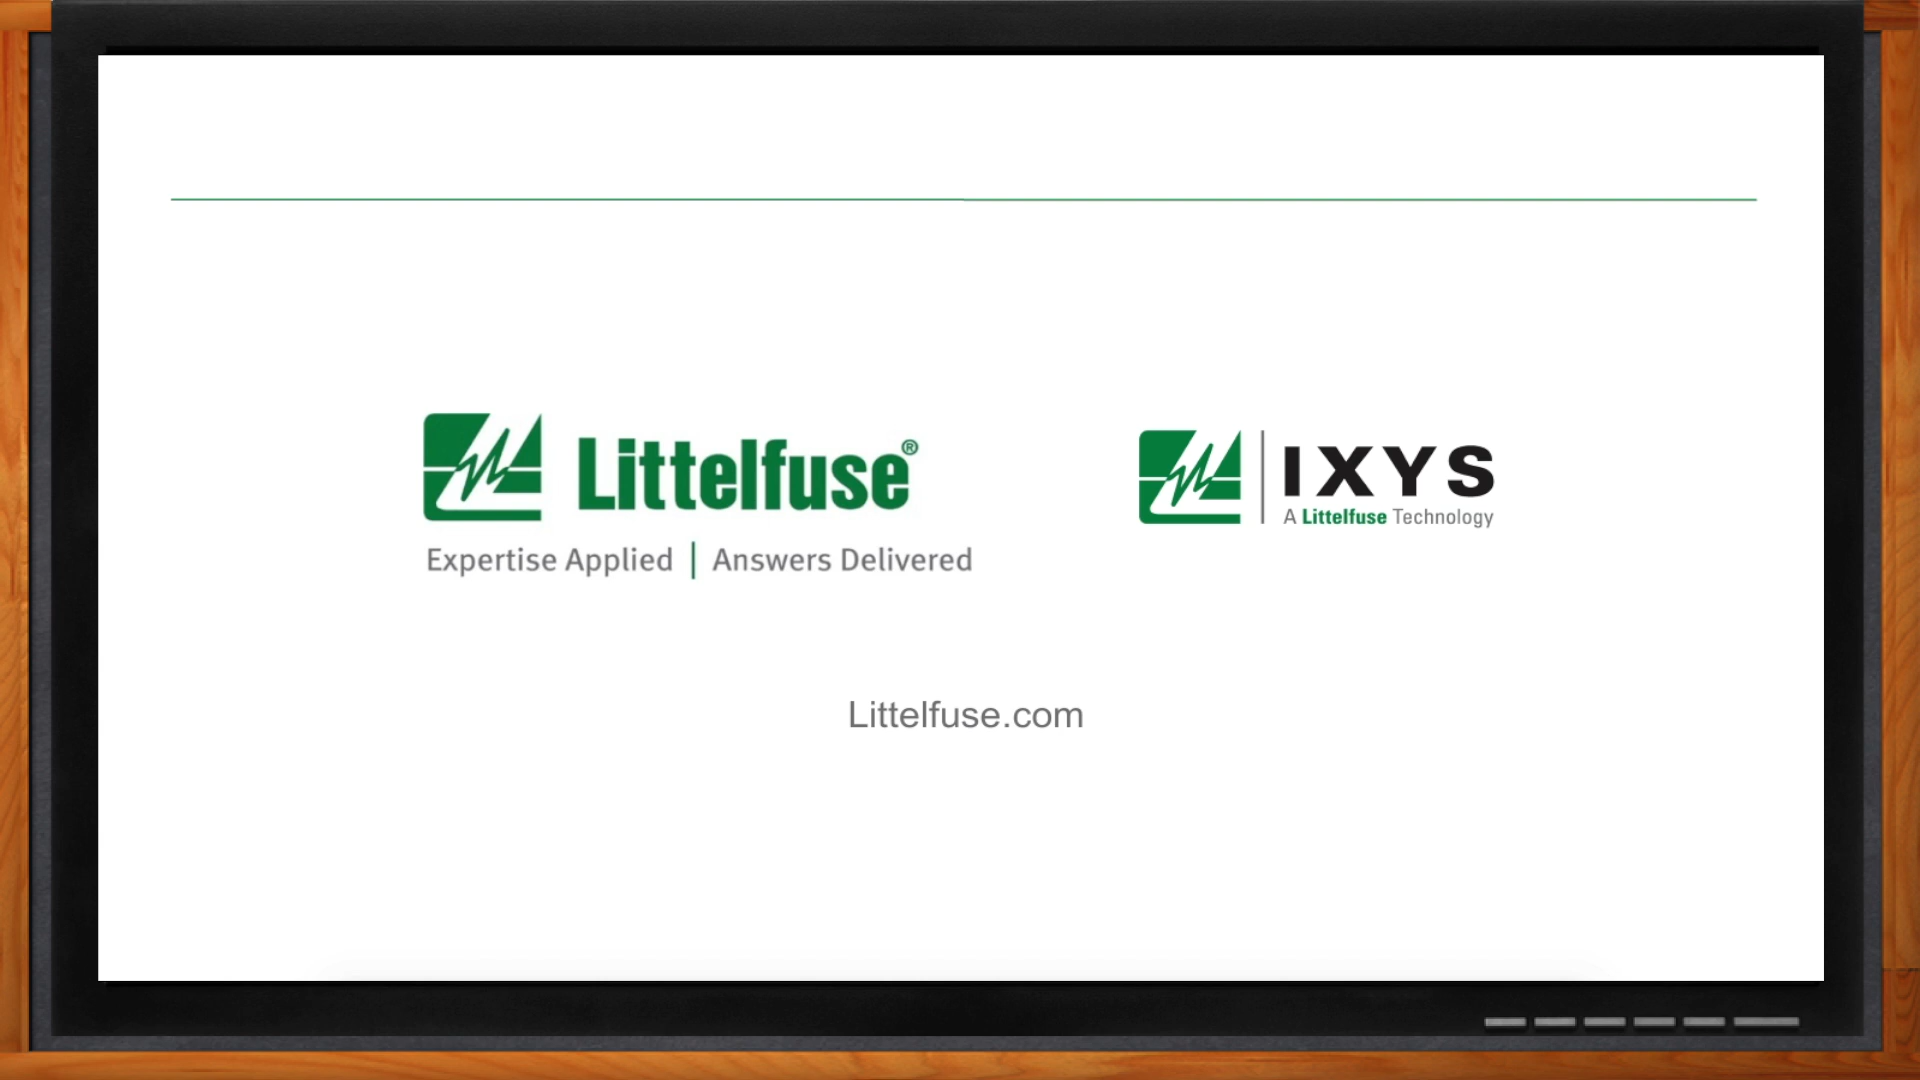 Littelfuse®
Expertise Applied | Answers Delivered
IXYS
A Littelfuse Technology
Littelfuse.com